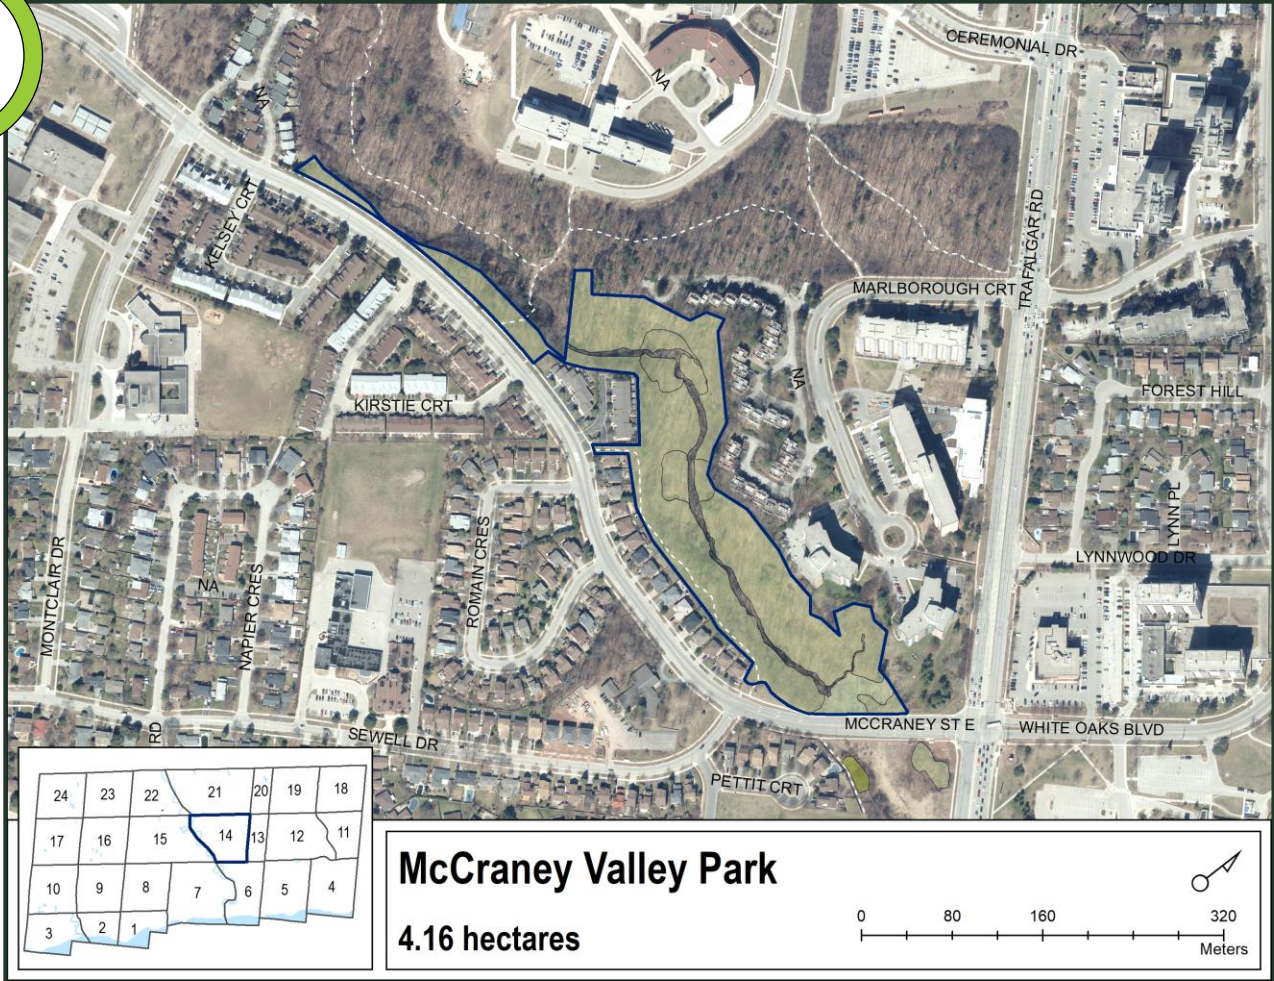 CEREMONIAL DR
NA
NA
KELSEY CRT
TRAFALGAR RD
MARLBOROUGH CRT
NA
FOREST HILL
KIRSTIE CRT
LYNN PL
ROMAIN CRES
LYNNWOOD DR
MONTCLAIR DR
NA
NAPIER CRES
RD
SEWELL DR
MCCRANEY ST E
WHITE OAKS BLVD
PETTIT CRT
24 23 22 21 20 19 18
17 16 15 14 13 12 11
10 9 8 7 6 5 4
3 2 1
McCraney Valley Park
4.16 hectares
0 80 160 320
Meters